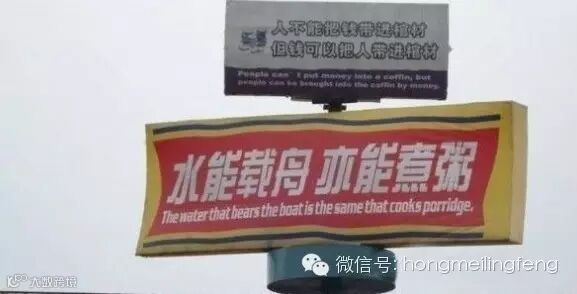 人不能把钱带进棺材
但钱可以把人带进棺材
People can't put money into a coffin, but
people can be brought into the coffin by money.
水能载舟 亦能煮粥
The water that bears the boat is the same that cooks porridge.
微信号: hongmeilingfeng
大数跨境